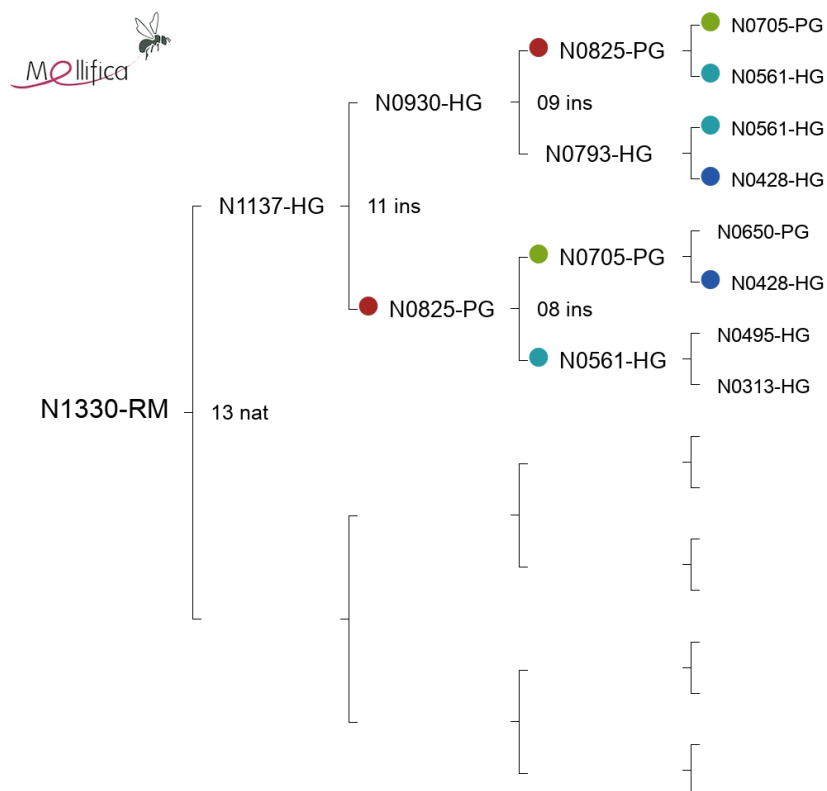 Mellifica
N0705-PG
N0825-PG
N0561-HG
N0930-HG
09 ins
N0561-HG
N0793-HG
N0428-HG
N1137-HG
11 ins
N0650-PG
N0705-PG
N0428-HG
N0825-PG
08 ins
N0495-HG
N0561-HG
N0313-HG
N1330-RM
13 nat